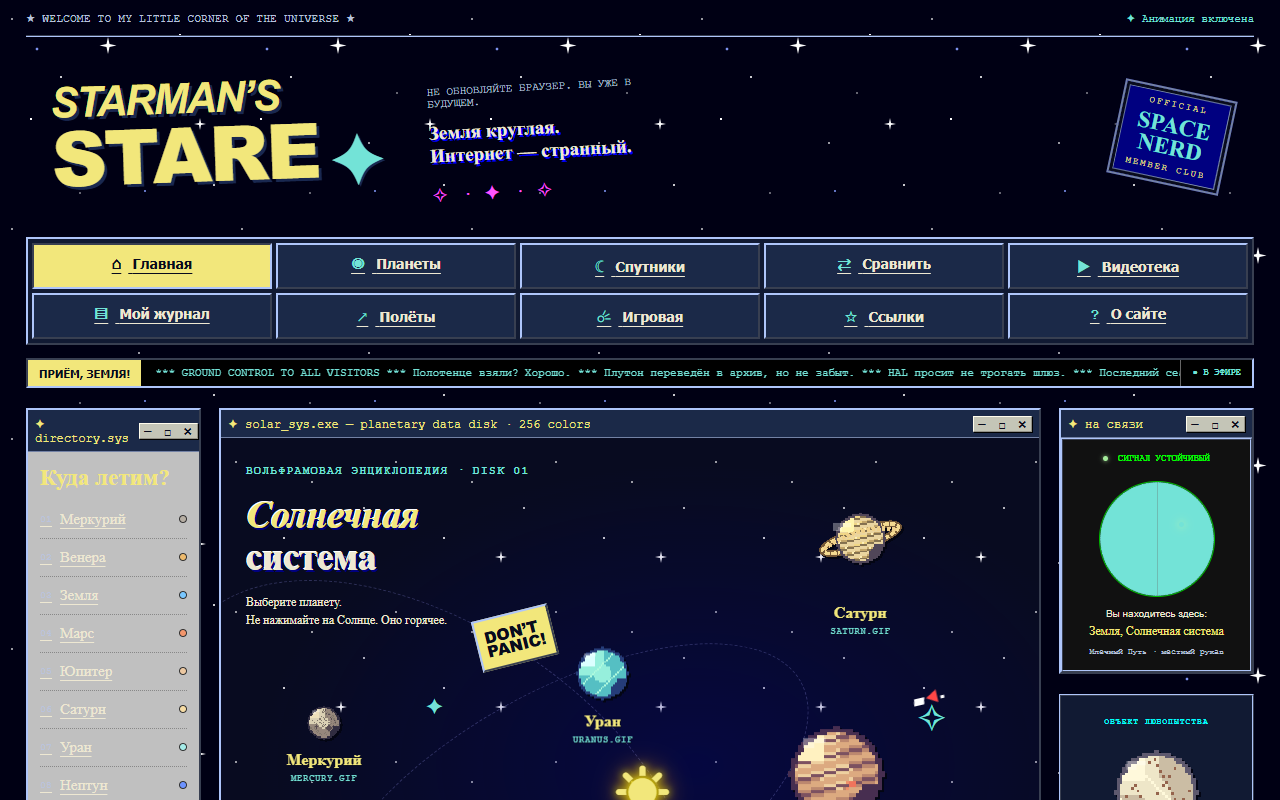 ★ WELCOME TO MY LITTLE CORNER OF THE UNIVERSE ★
✦ Анимация включена
STARMAN’S
STARE
НЕ ОБНОВЛЯЙТЕ БРАУЗЕР. ВЫ УЖЕ В
БУДУЩЕМ.
Земля круглая.
Интернет — странный.
OFFICIAL
SPACE
NERD
MEMBER CLUB
Главная
Планеты
Спутники
Сравнить
Видеотека
Мой журнал
Полёты
Игровая
Ссылки
? О сайте
ПРИЁМ, ЗЕМЛЯ!
*** GROUND CONTROL TO ALL VISITORS *** Полотенце взяли? Хорошо. *** Плутон переведён в архив, но не забыт. *** HAL просит не трогать шлюз. *** Последний
В ЭФИРЕ
✦
directory.sys
Куда летим?
Меркурий
Венера
Земля
Марс
Юпитер
Сатурн
Уран
Нептун
✦ solar_sys.exe — planetary data disk · 256 colors
ВОЛЬФРАМОВАЯ ЭНЦИКЛОПЕДИЯ · DISK 01
Солнечная
система
Выберите планету.
Не нажимайте на Солнце. Оно горячее.
DON’T
PANIC!
Сатурн
SATURN.GIF
Уран
URANUS.GIF
Меркурий
MERCURY.GIF
✦ на связи
СИГНАЛ УСТОЙЧИВЫЙ
Вы находитесь здесь:
Земля, Солнечная система
Млечный Путь · местный рукав
ОБЪЕКТ ЛЮБОПЫТСТВА